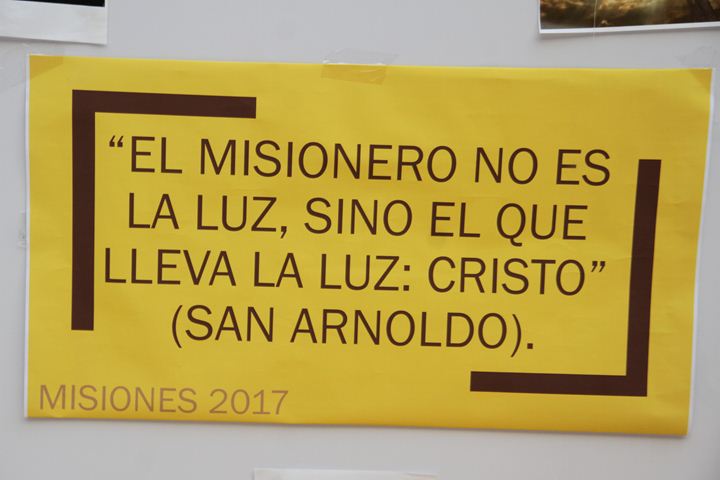 “EL MISIONERO NO ES
LA LUZ, SINO EL QUE
LLEVA LA LUZ: CRISTO”
(SAN ARNOLDO).
MISIONES 2017